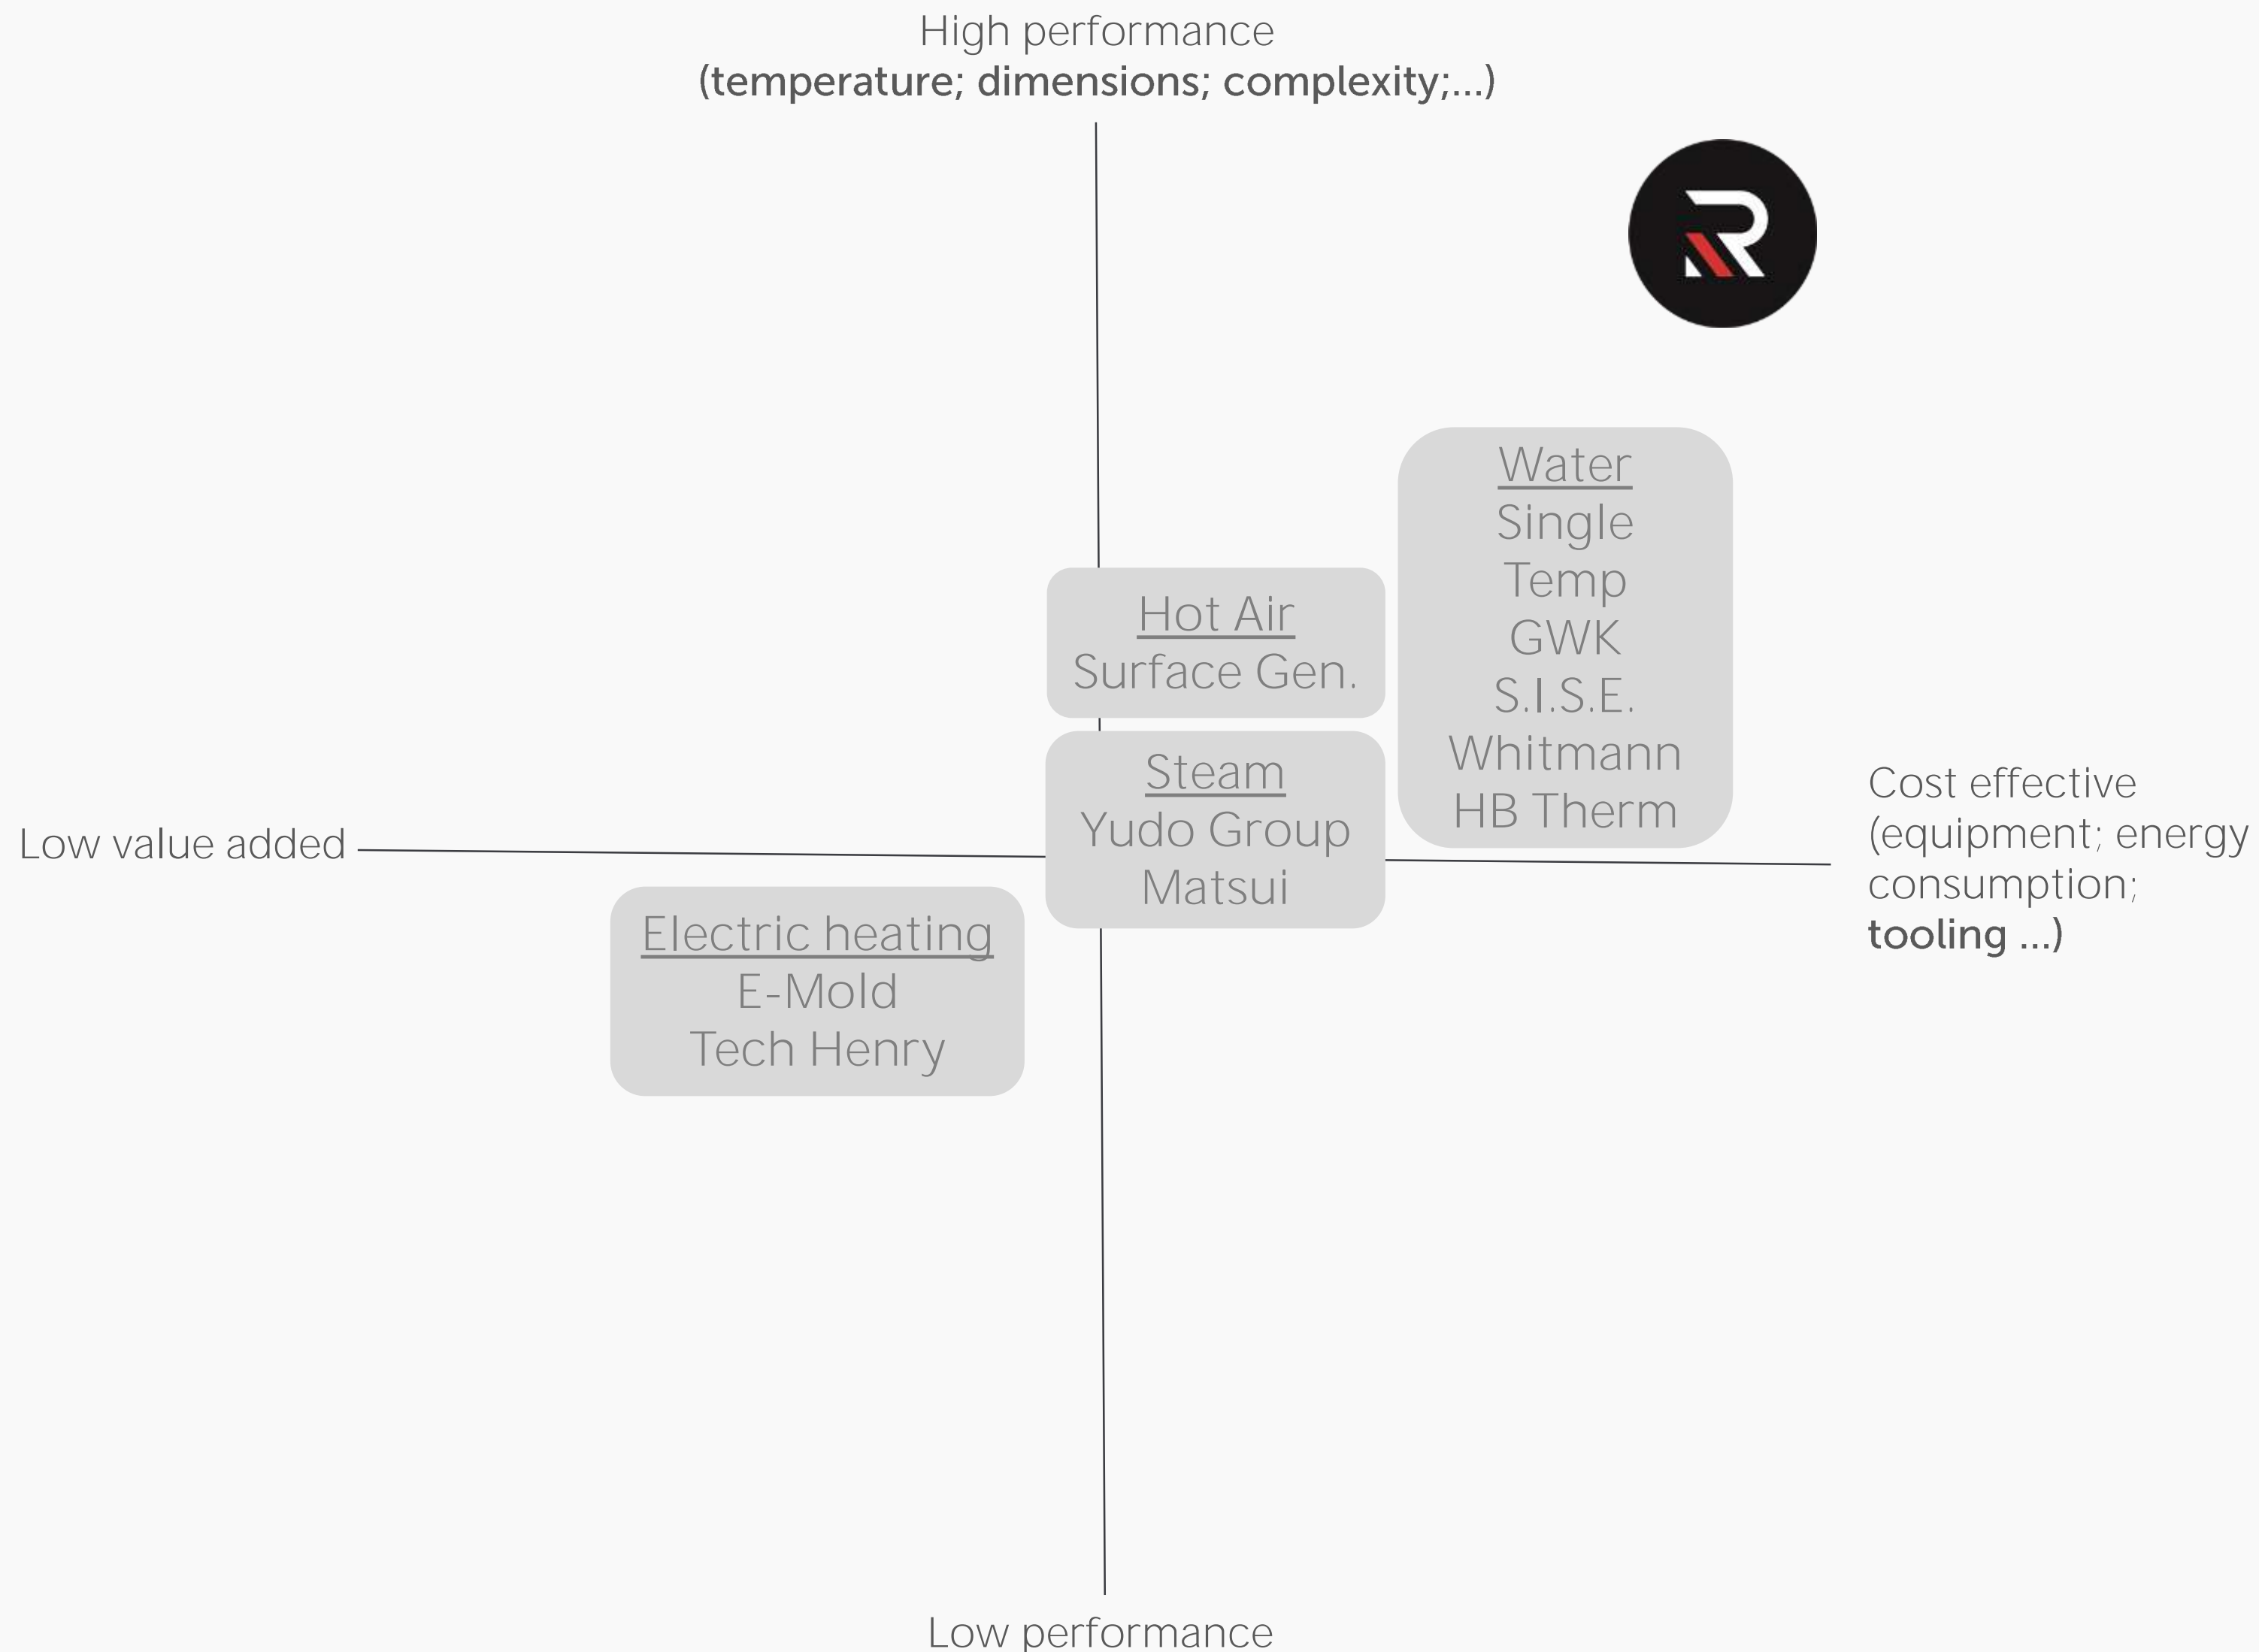 High performance
(temperature; dimensions; complexity;...)
R
Water
Single
Temp
GWK
S.I.S.E.
Whitmann
HB Therm
Hot Air
Surface Gen.
Steam
Yudo Group
Matsui
Low value added
Cost effective
(equipment; energy
consumption;
tooling ...)
Electric heating
E-Mold
Tech Henry
Low performance